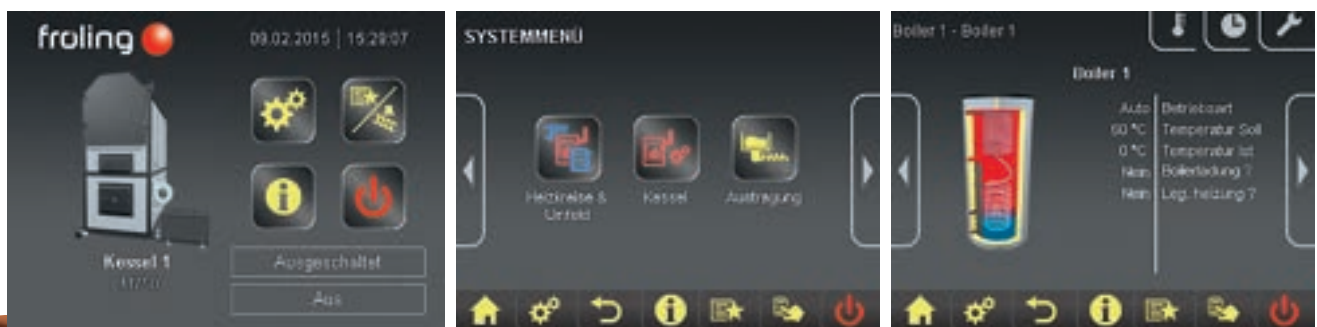 froling
09.02.2015 | 15:29:07
Kessel 1
Ausgeschaltet
Aus
SYSTEMMENÜ
Heizkreise & Umfeld
Kessel
Austragung
Boiler 1 - Boiler 1
Boiler 1
Auto Betriebsart
60 °C Temperatur Soll
0 °C Temperatur Ist
Nein Boilerladung ?
Nein Leg. heizung ?